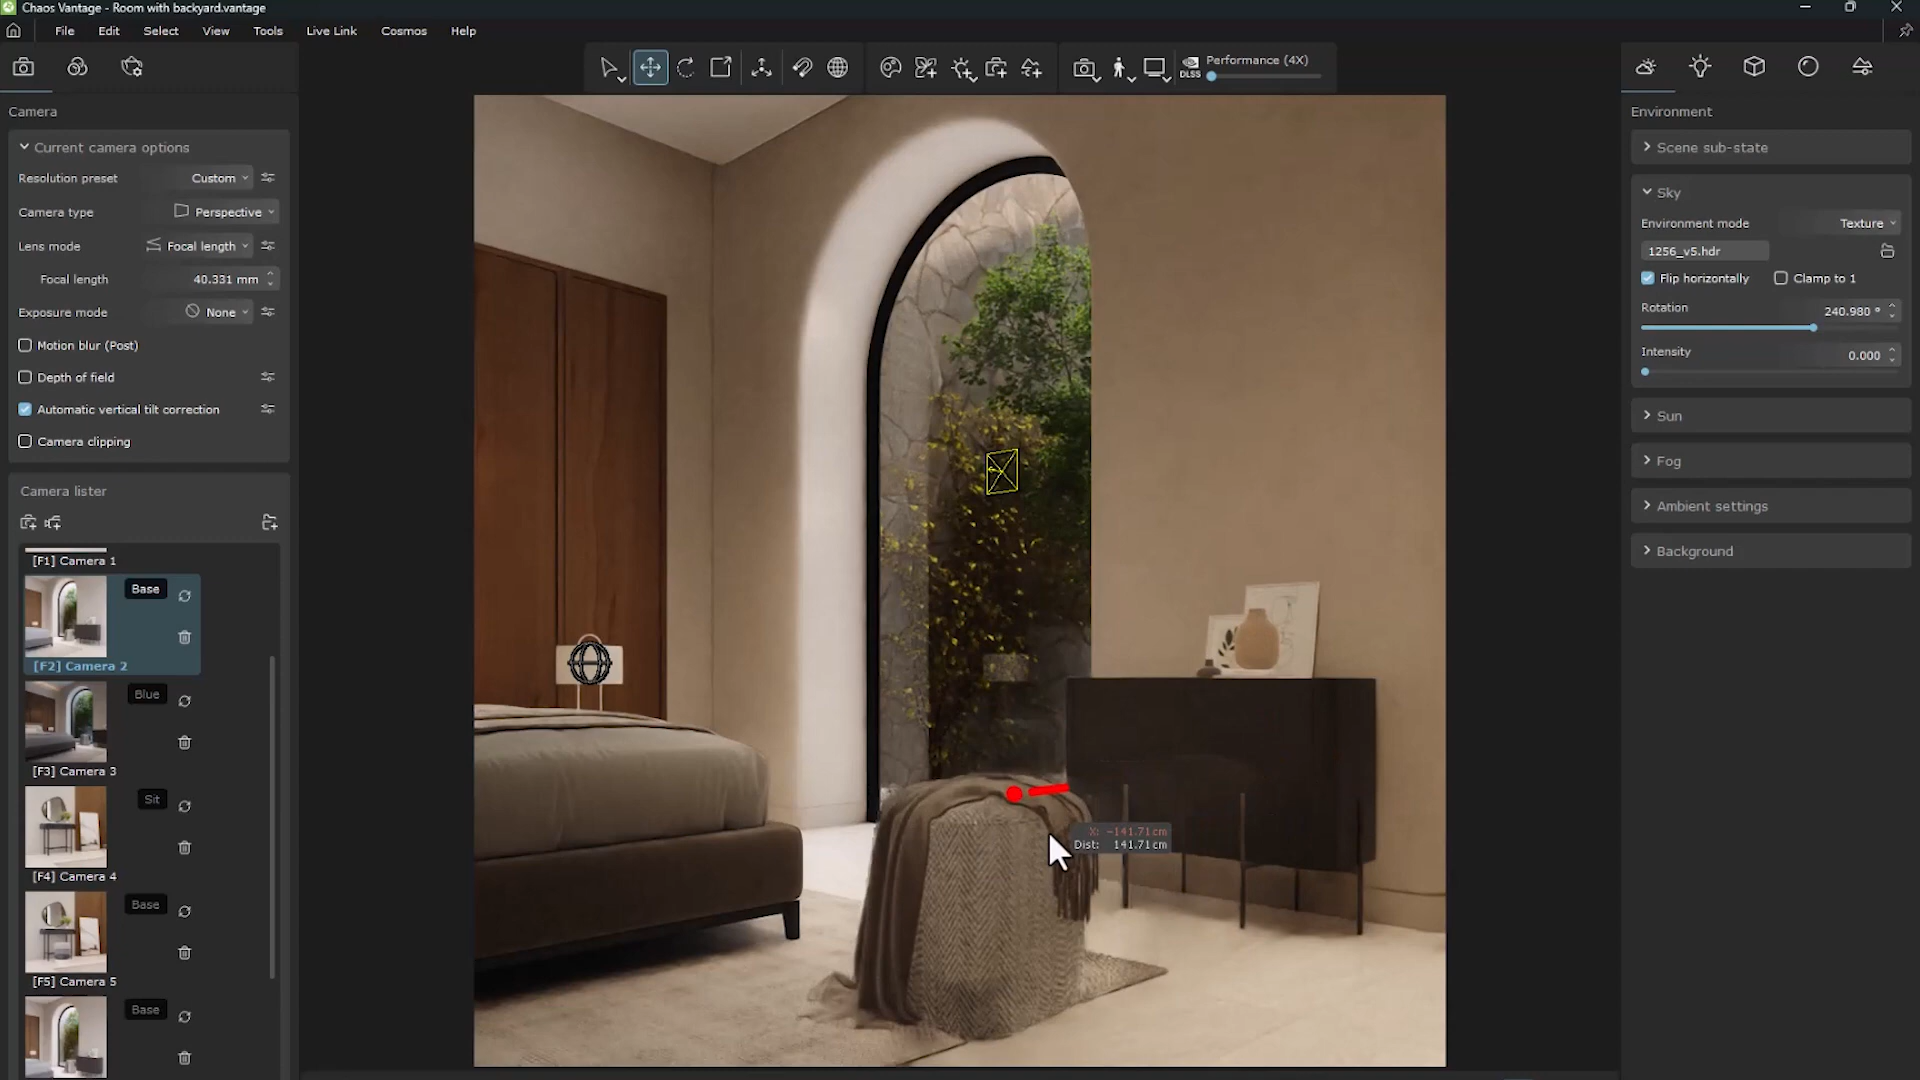 Chaos Vantage - Room with backyard.vantage
File Edit Select View Tools Live Link Cosmos Help
DLSS Performance (4X)
Camera
Current camera options
Resolution preset Custom
Camera type Perspective
Lens mode Focal length
Focal length 40.331 mm
Exposure mode None
Motion blur (Post)
Depth of field
Automatic vertical tilt correction
Camera clipping
Camera lister
[F1] Camera 1
Base
[F2] Camera 2
Blue
[F3] Camera 3
Sit
[F4] Camera 4
Base
[F5] Camera 5
Base
X: -141.71cm
Dist: 141.71cm
Environment
Scene sub-state
Sky
Environment mode Texture
1256_v5.hdr
Flip horizontally Clamp to 1
Rotation 240.980 °
Intensity 0.000
Sun
Fog
Ambient settings
Background